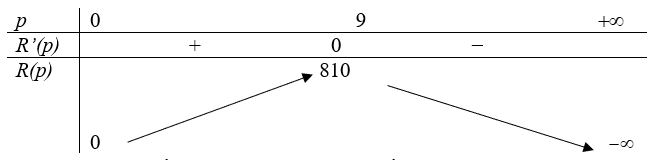 p 0 9 +∞
R’(p) + 0 −
R(p) 810
0 −∞